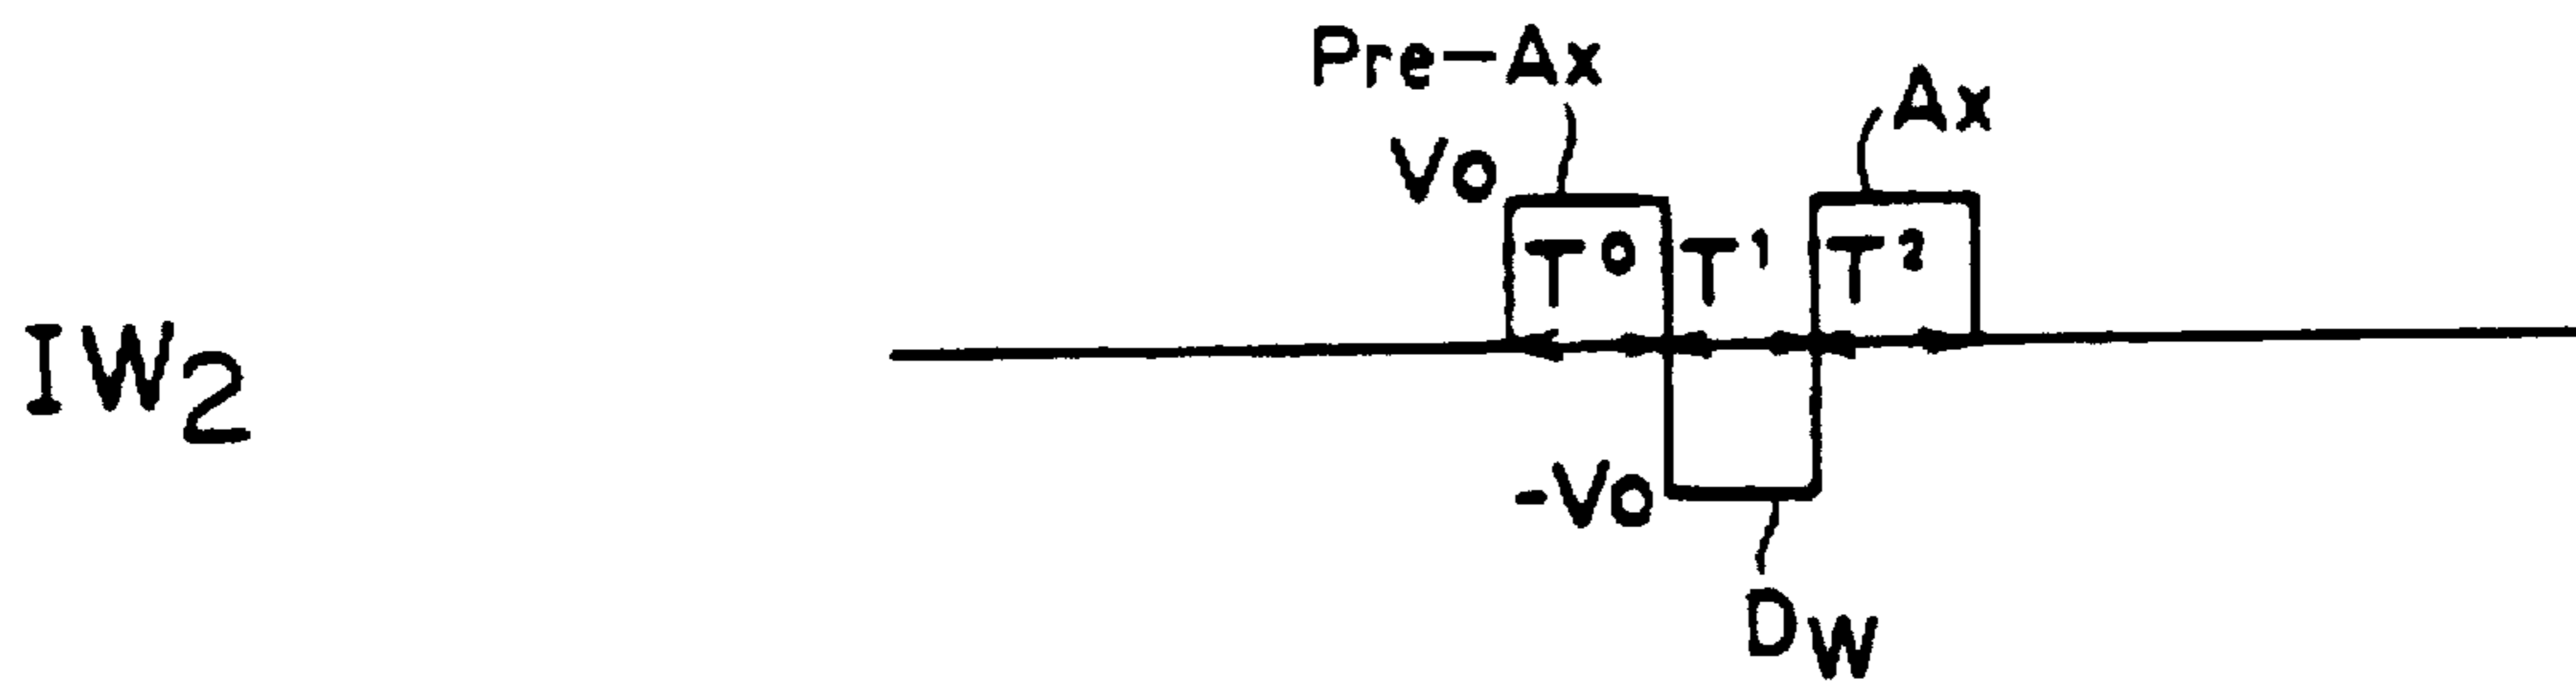 Pre-Ax
Ax
Vo
T⁰ T¹ T²
IW₂
-Vo
Dw